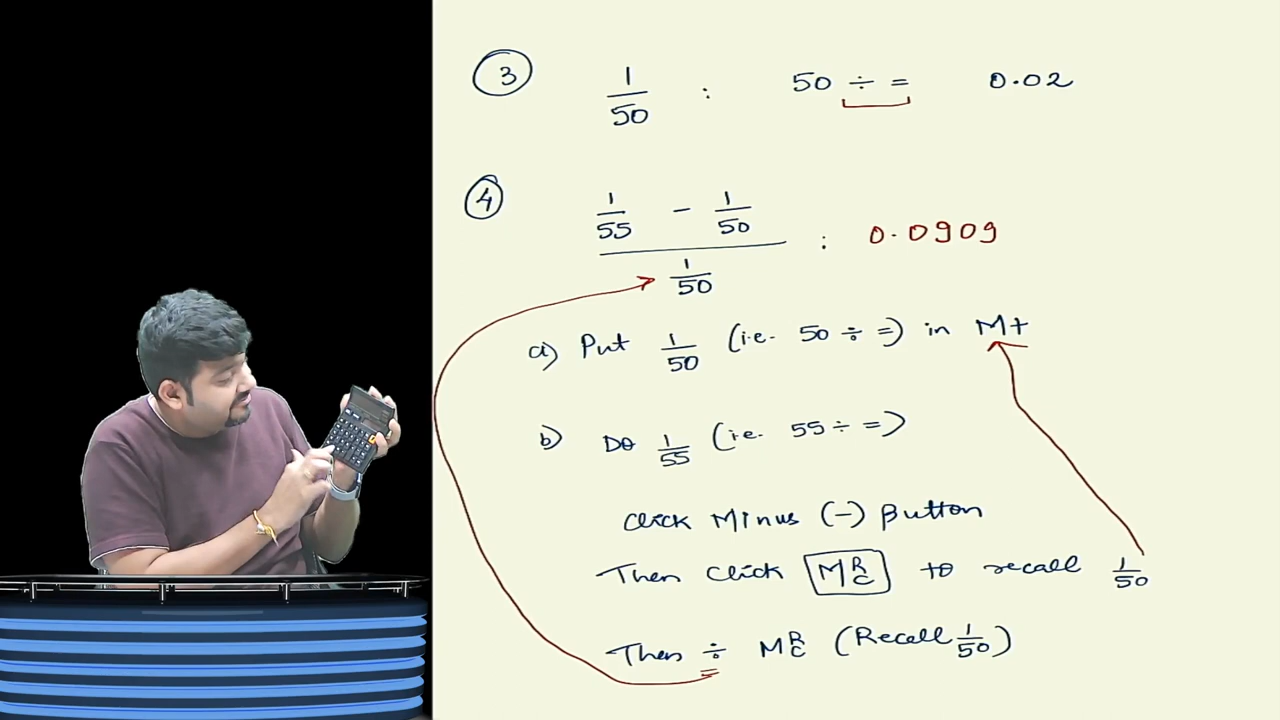 ③ 1/50 : 50 ÷ = 0.02
④ (1/55 - 1/50) / (1/50) : 0.0909
a) Put 1/50 (i.e. 50 ÷ =) in M+
b) Do 1/55 (i.e. 55 ÷ =)
click Minus (-) Button
Then click MRC to recall 1/50
Then ÷ MRC (Recall 1/50)